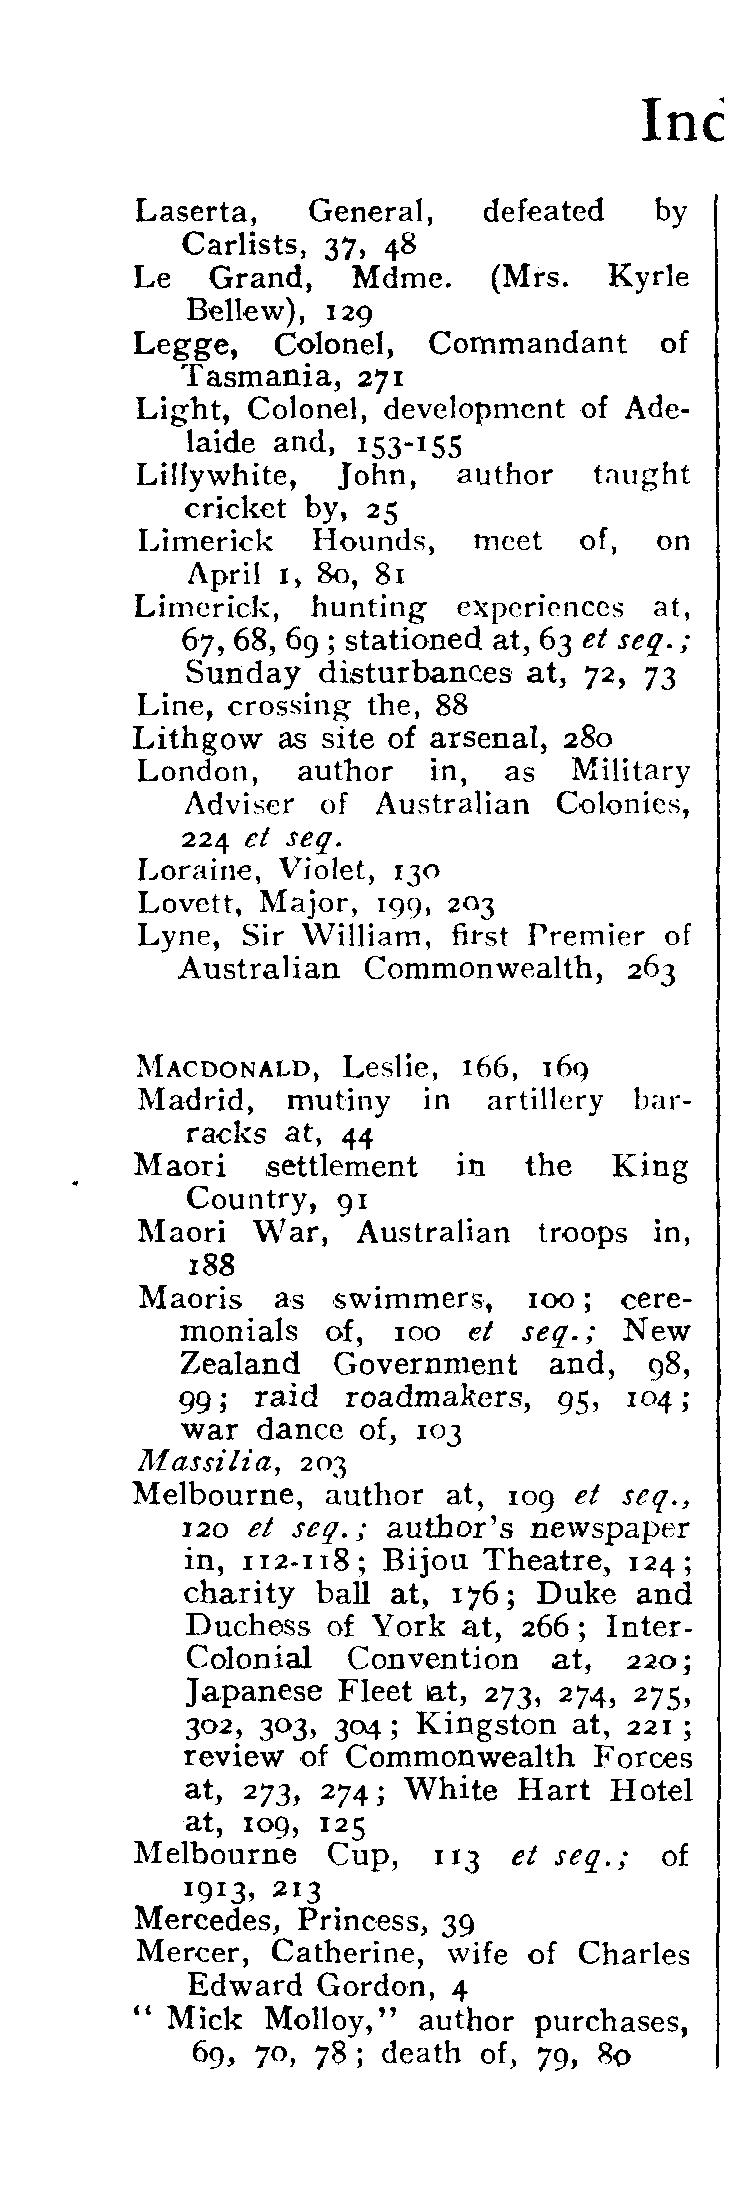 Ind
Laserta, General, defeated by
Carlists, 37, 48
Le Grand, Mdme. (Mrs. Kyrle
Bellew), 129
Legge, Colonel, Commandant of
Tasmania, 271
Light, Colonel, development of Ade-
laide and, 153-155
Lillywhite, John, author taught
cricket by, 25
Limerick Hounds, meet of, on
April 1, 80, 81
Limerick, hunting experiences at,
67, 68, 69 ; stationed at, 63 et seq. ;
Sunday disturbances at, 72, 73
Line, crossing the, 88
Lithgow as site of arsenal, 280
London, author in, as Military
Adviser of Australian Colonies,
224 et seq.
Loraine, Violet, 130
Lovett, Major, 199, 203
Lyne, Sir William, first Premier of
Australian Commonwealth, 263
MACDONALD, Leslie, 166, 169
Madrid, mutiny in artillery bar-
racks at, 44
Maori settlement in the King
Country, 91
Maori War, Australian troops in,
188
Maoris as swimmers, 100 ; cere-
monials of, 100 et seq. ; New
Zealand Government and, 98,
99 ; raid roadmakers, 95, 104 ;
war dance of, 103
Massilia, 203
Melbourne, author at, 109 et seq.,
120 et seq. ; author's newspaper
in, 112-118 ; Bijou Theatre, 124 ;
charity ball at, 176 ; Duke and
Duchess of York at, 266 ; Inter-
Colonial Convention at, 220 ;
Japanese Fleet at, 273, 274, 275,
302, 303, 304 ; Kingston at, 221 ;
review of Commonwealth Forces
at, 273, 274 ; White Hart Hotel
at, 109, 125
Melbourne Cup, 113 et seq. ; of
1913, 213
Mercedes, Princess, 39
Mercer, Catherine, wife of Charles
Edward Gordon, 4
" Mick Molloy," author purchases,
69, 70, 78 ; death of, 79, 80